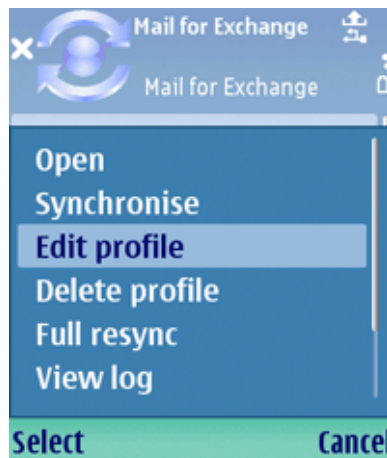 Mail for Exchange
Mail for Exchange
Open
Synchronise
Edit profile
Delete profile
Full resync
View log
Select Cancel